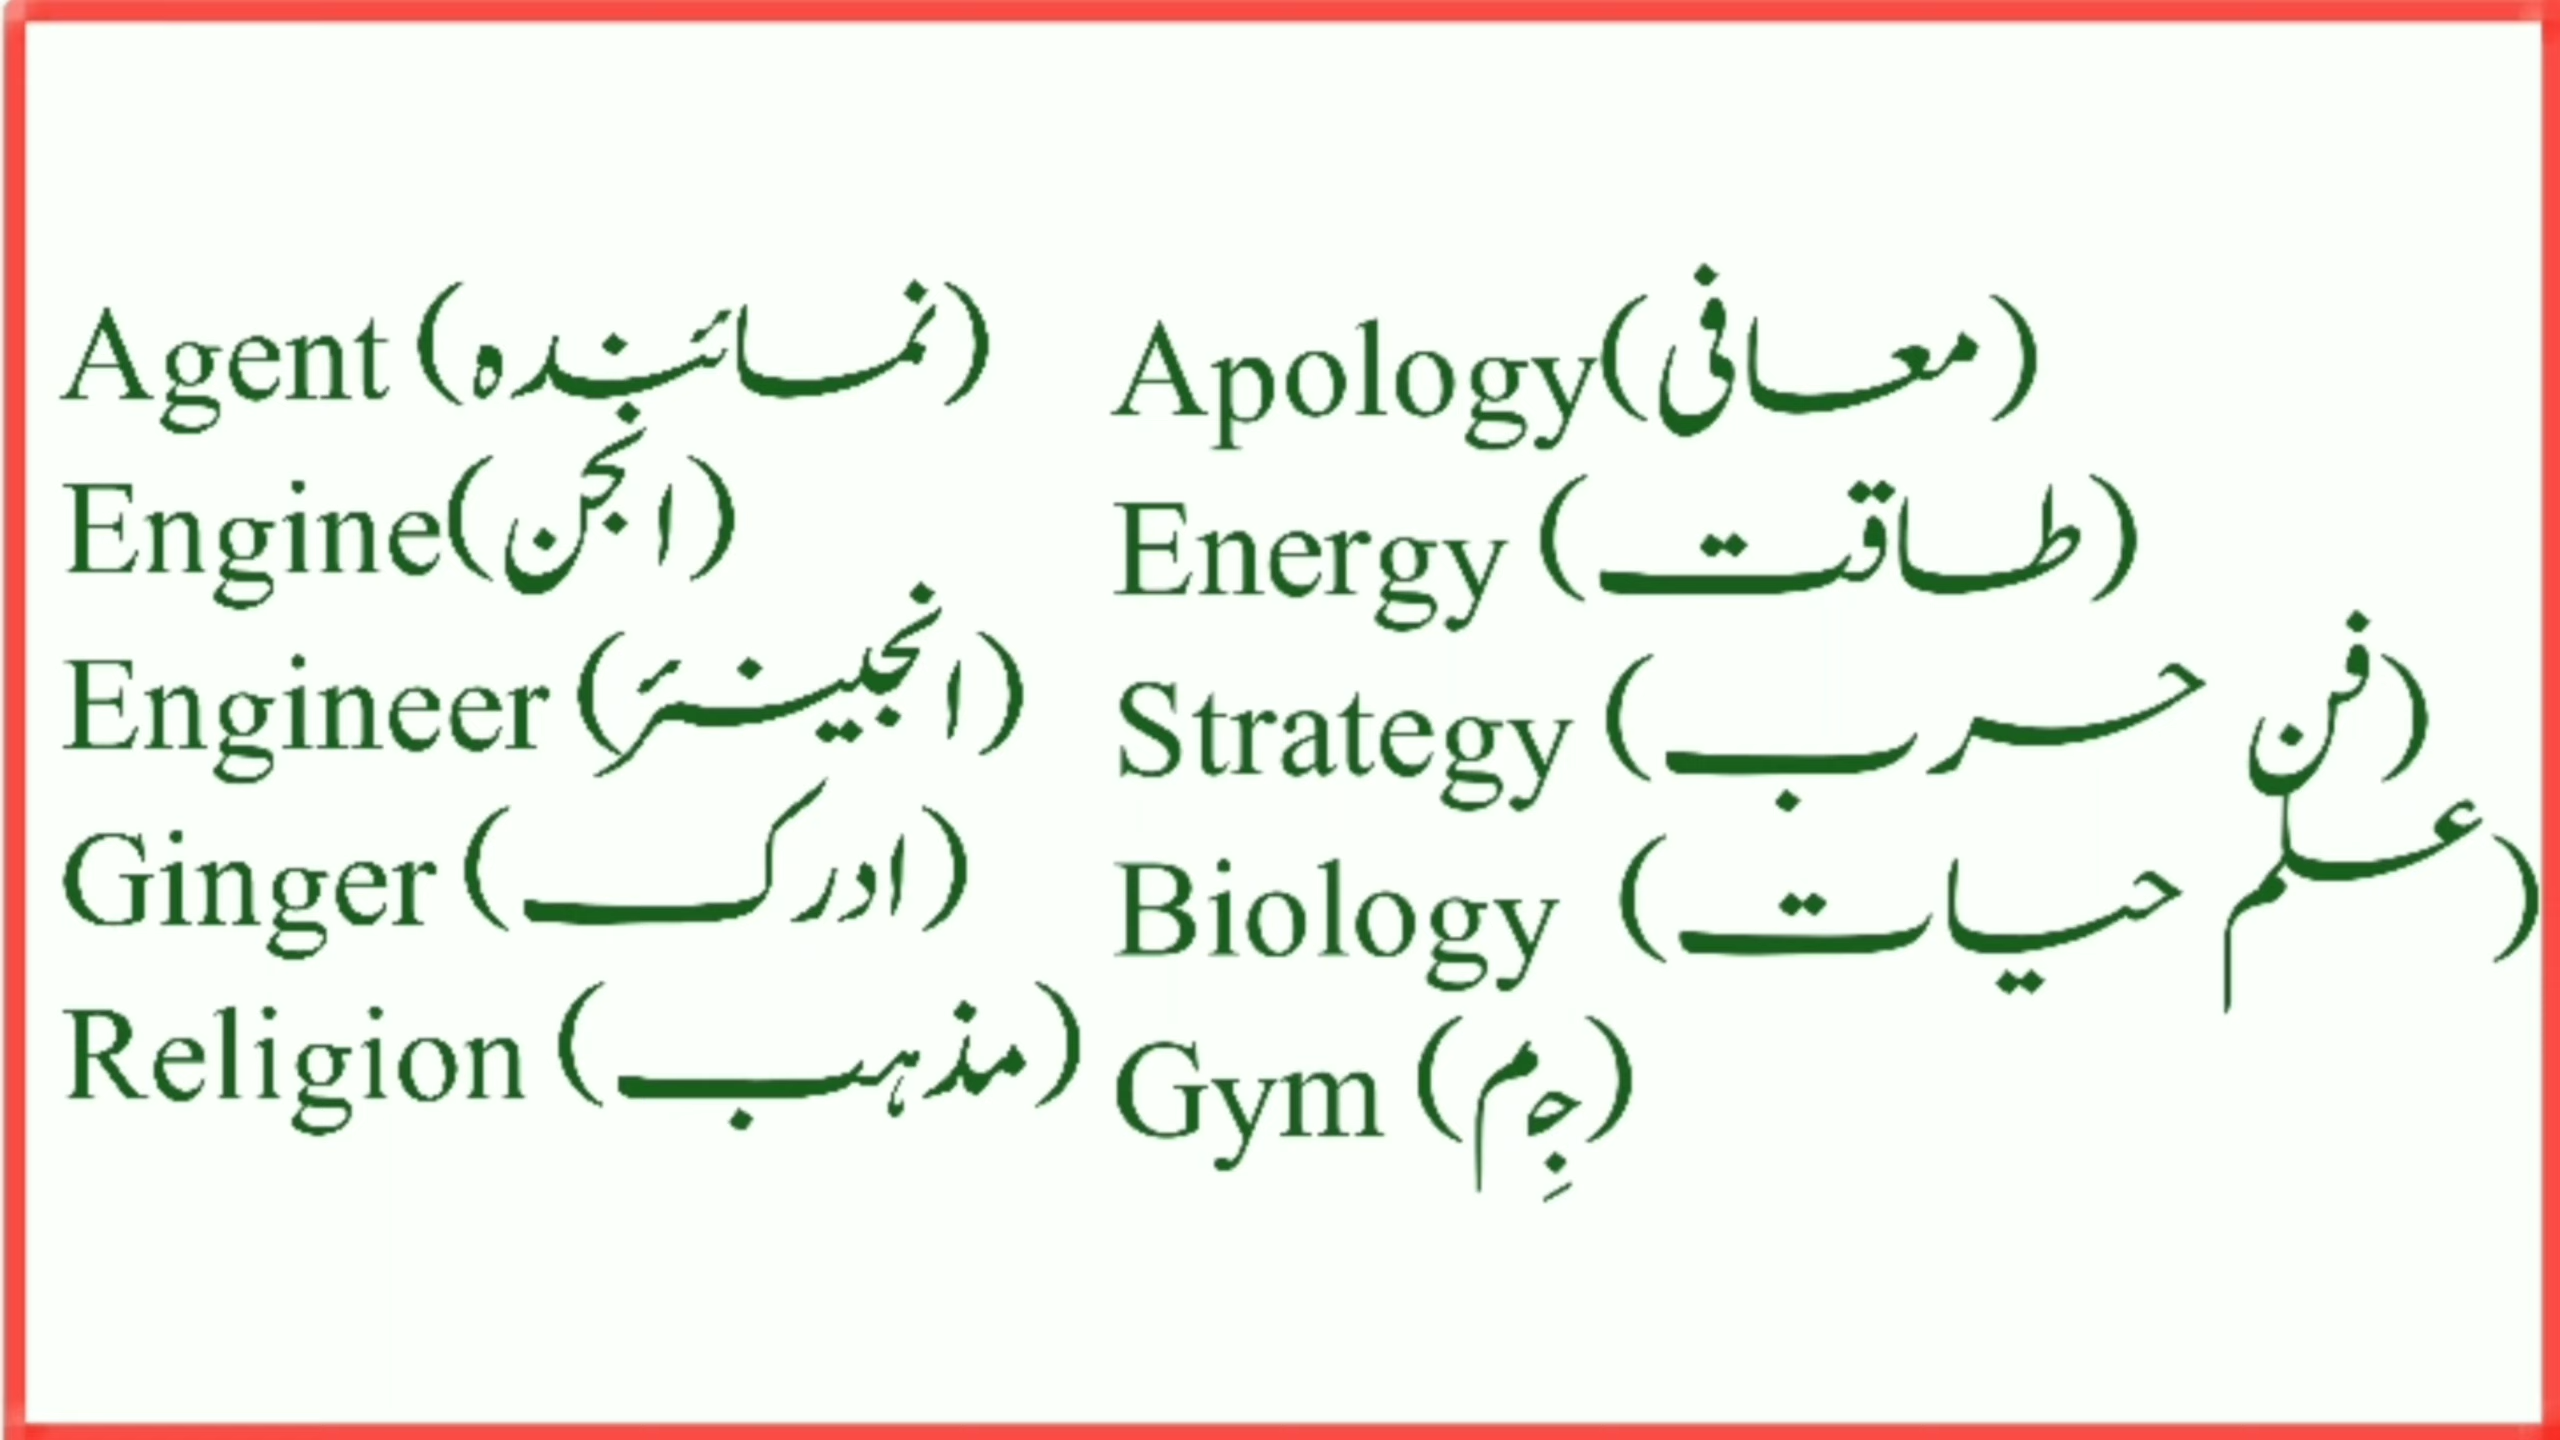 Agent (نمائندہ)
Engine(انجن)
Engineer (انجینئر)
Ginger (ادرک)
Religion (مذہب)
Apology(معافی)
Energy (طاقت)
Strategy (فن حرب)
Biology (علم حیات)
Gym (جِم)